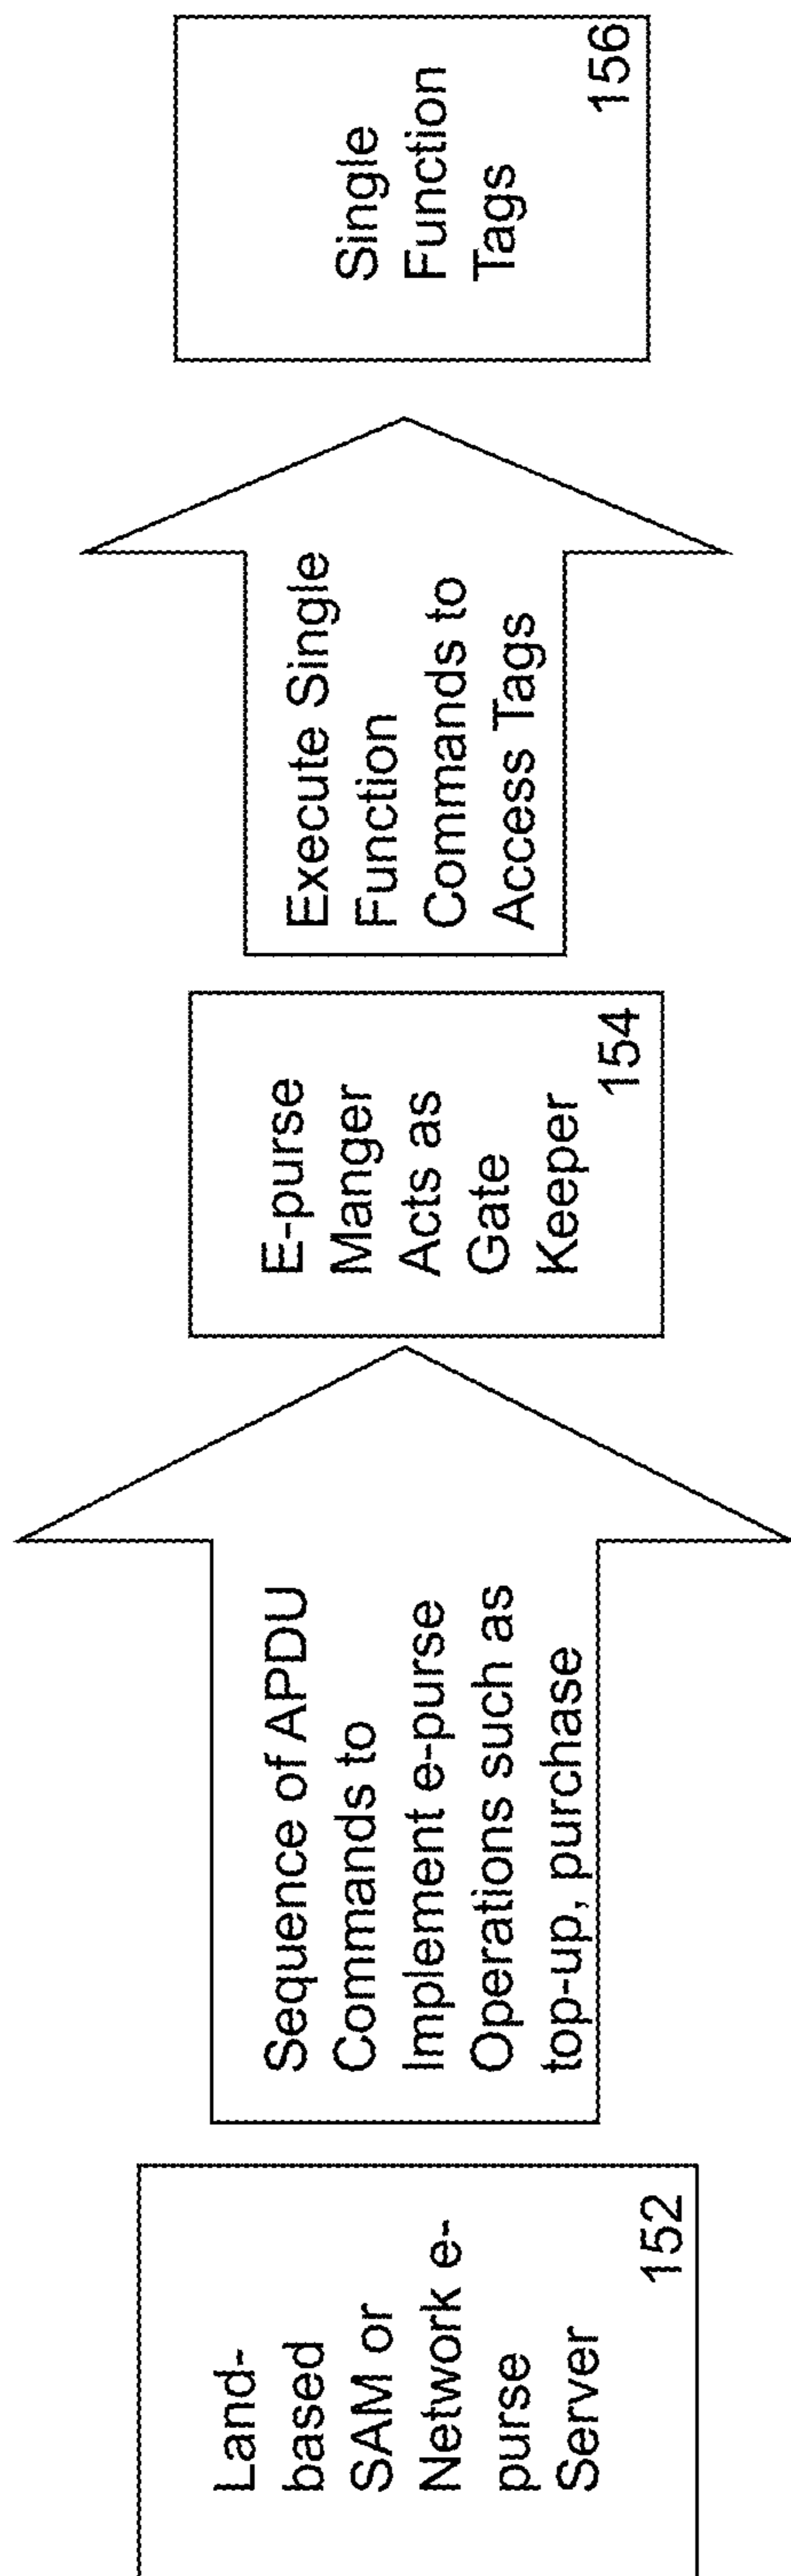 Land-
based
SAM or
Network e-
purse
Server
152
Sequence of APDU
Commands to
Implement e-purse
Operations such as
top-up, purchase
E-purse
Manger
Acts as
Gate
Keeper
154
Execute Single
Function
Commands to
Access Tags
Single
Function
Tags
156